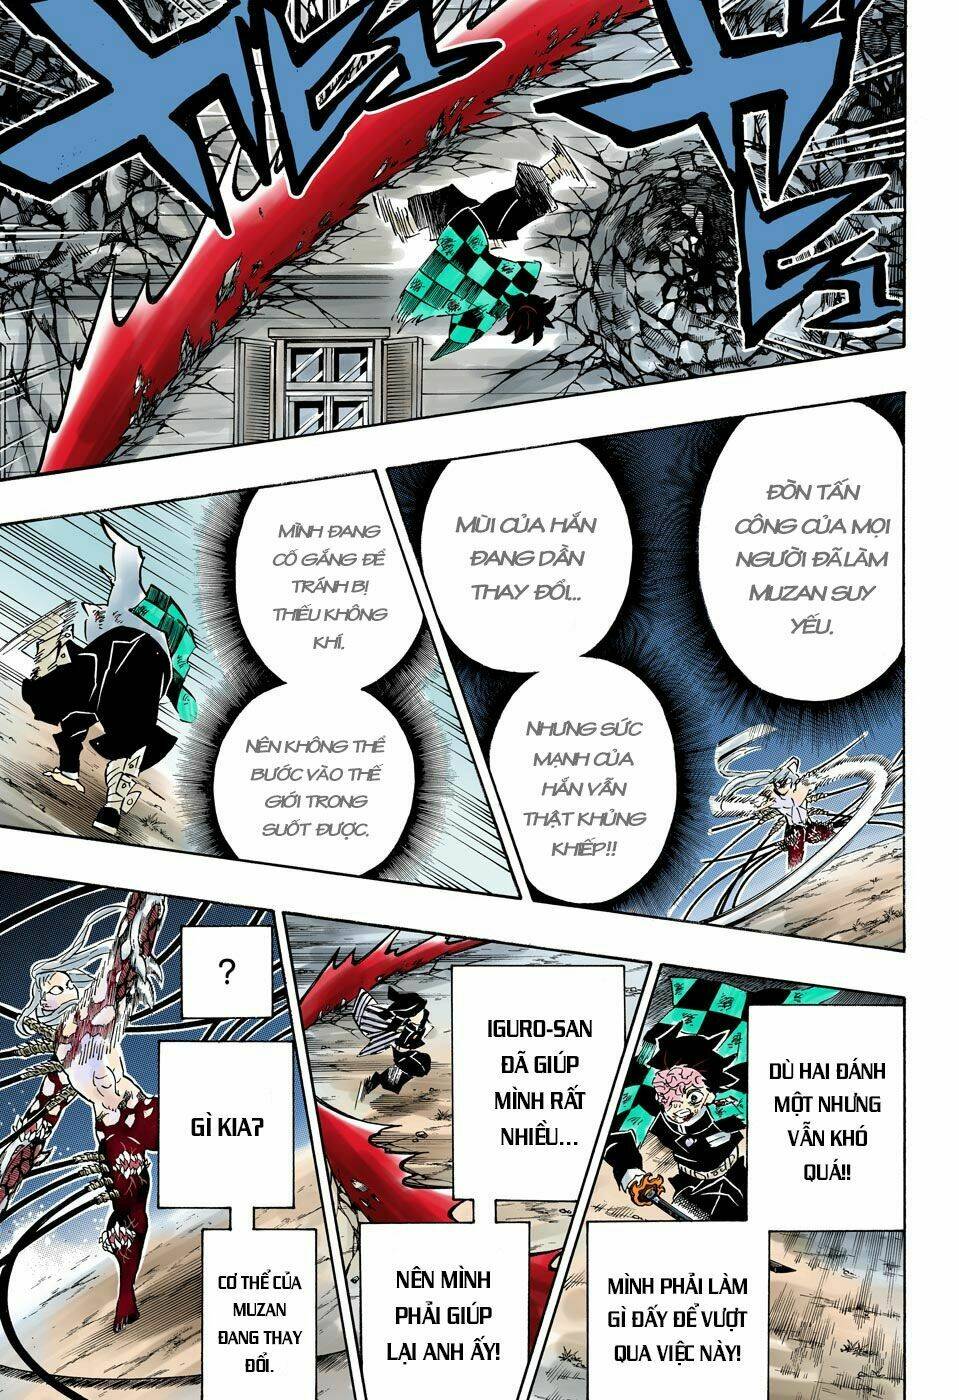 ギュ
ギュ
ĐÒN TẤN
CÔNG CỦA MỌI
NGƯỜI ĐÃ LÀM
MUZAN SUY
YẾU.
MÙI CỦA HẮN
ĐANG DẦN
THAY ĐỔI...
NHƯNG SỨC
MẠNH CỦA
HẮN VẪN
THẬT KHỦNG
KHIẾP!!
MÌNH ĐANG
CỐ GẮNG ĐỂ
TRÁNH BỊ
THIẾU KHÔNG
KHÍ.
NÊN KHÔNG THỂ
BƯỚC VÀO THẾ
GIỚI TRONG
SUỐT ĐƯỢC.
DÙ HAI ĐÁNH
MỘT NHƯNG
VẪN KHÓ
QUÁ!!
MÌNH PHẢI LÀM
GÌ ĐẤY ĐỂ VƯỢT
QUA VIỆC NÀY!
IGURO-SAN
ĐÃ GIÚP
MÌNH RẤT
NHIỀU...
NÊN MÌNH
PHẢI GIÚP
LẠI ANH ẤY!
?
GÌ KIA?
CƠ THỂ CỦA
MUZAN
ĐANG THAY
ĐỔI.